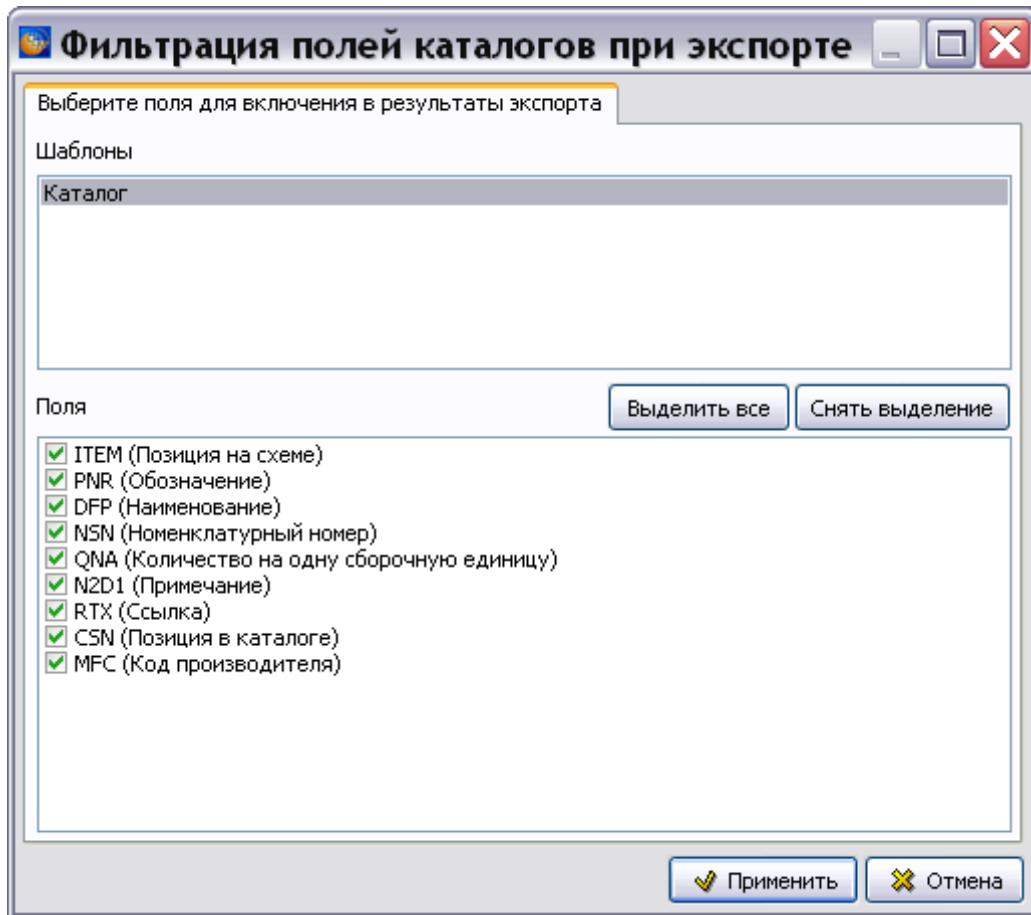 Фильтрация полей каталогов при экспорте
Выберите поля для включения в результаты экспорта
Шаблоны
Каталог
Поля
Выделить все
Снять выделение
ITEM (Позиция на схеме)
PNR (Обозначение)
DFP (Наименование)
NSN (Номенклатурный номер)
QNA (Количество на одну сборочную единицу)
N2D1 (Примечание)
RTX (Ссылка)
CSN (Позиция в каталоге)
MFC (Код производителя)
Применить
Отмена